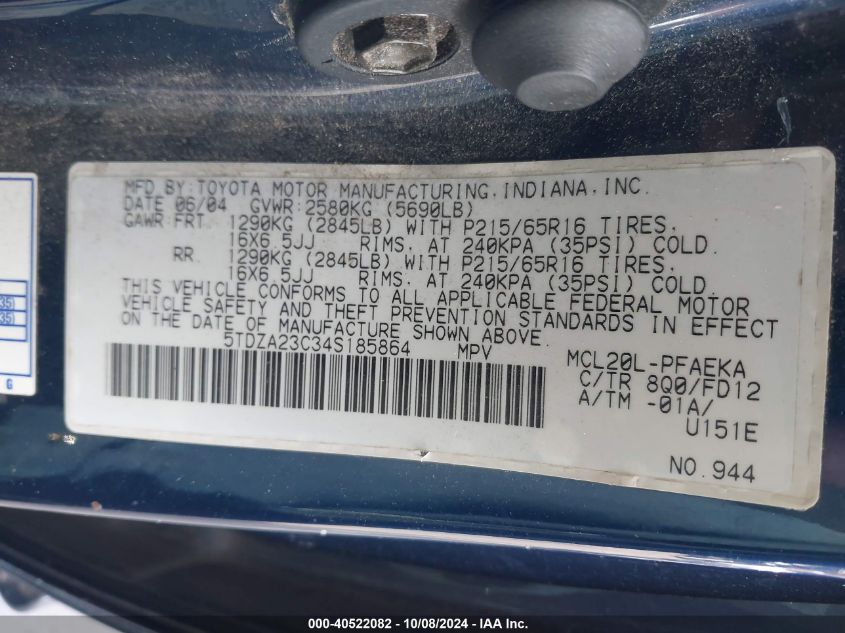 MFD.BY:TOYOTA MOTOR MANUFACTURING,INDIANA,INC.
DATE 06/04 GVWR:2580KG (5690LB)
GAWR:FRT. 1290KG (2845LB) WITH P215/65R16 TIRES,
16X6.5JJ RIMS, AT 240KPA (35PSI) COLD.
RR. 1290KG (2845LB) WITH P215/65R16 TIRES,
16X6.5JJ RIMS, AT 240KPA (35PSI) COLD.
THIS VEHICLE CONFORMS TO ALL APPLICABLE FEDERAL MOTOR
VEHICLE SAFETY AND THEFT PREVENTION STANDARDS IN EFFECT
ON THE DATE OF MANUFACTURE SHOWN ABOVE.
5TDZA23C34S185864 MPV
MCL20L-PFAEKA
C/TR 8Q0/FD12
A/TM -01A/
U151E
NO.944
35)
35)
G
000-40522082 - 10/08/2024 - IAA Inc.